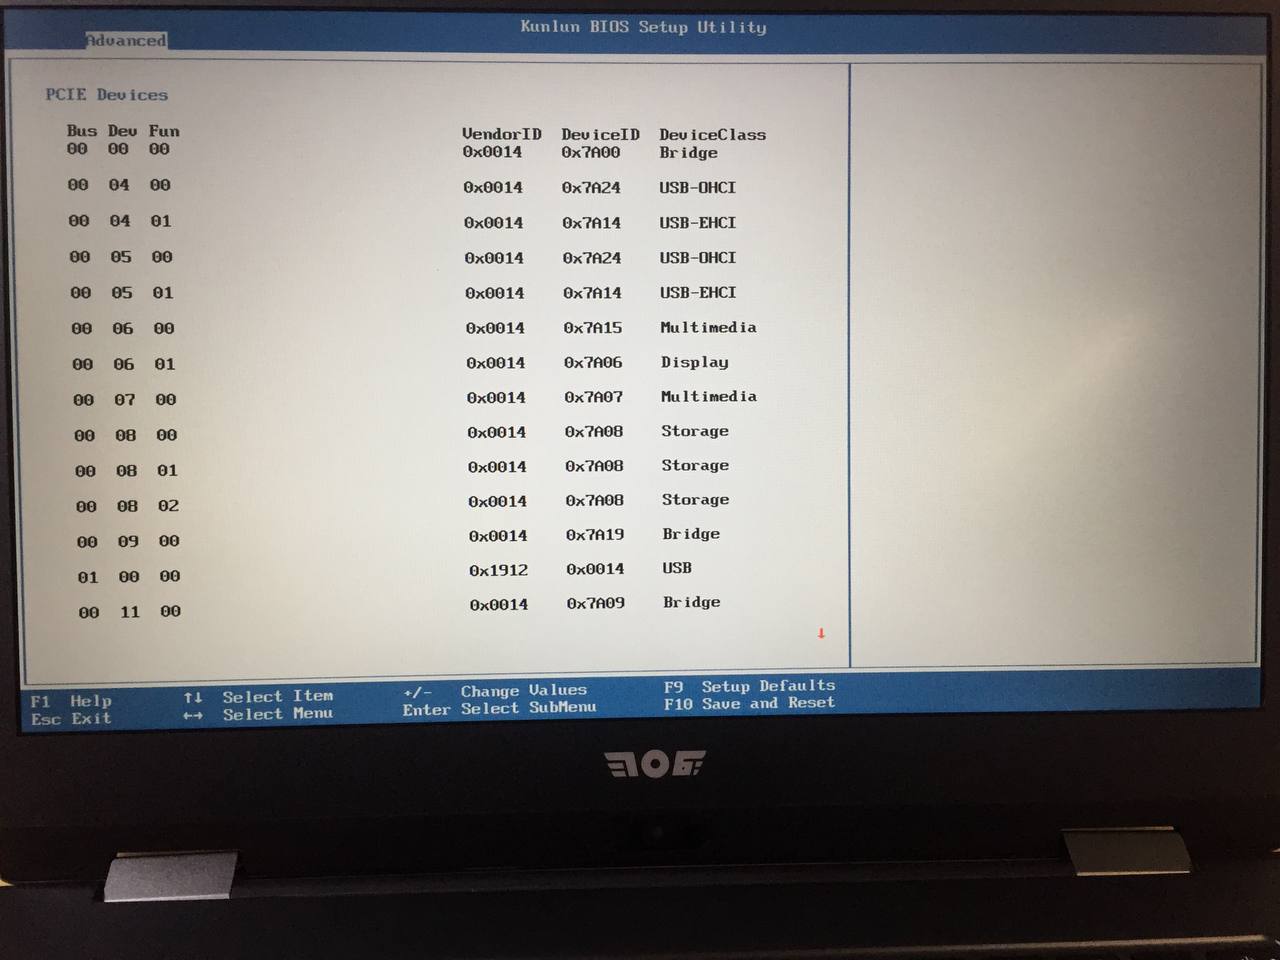 Kunlun BIOS Setup Utility
Advanced
PCIE Devices
Bus Dev Fun VendorID DeviceID DeviceClass
00 00 00 0x0014 0x7A00 Bridge
00 04 00 0x0014 0x7A24 USB-OHCI
00 04 01 0x0014 0x7A14 USB-EHCI
00 05 00 0x0014 0x7A24 USB-OHCI
00 05 01 0x0014 0x7A14 USB-EHCI
00 06 00 0x0014 0x7A15 Multimedia
00 06 01 0x0014 0x7A06 Display
00 07 00 0x0014 0x7A07 Multimedia
00 08 00 0x0014 0x7A08 Storage
00 08 01 0x0014 0x7A08 Storage
00 08 02 0x0014 0x7A08 Storage
00 09 00 0x0014 0x7A19 Bridge
01 00 00 0x1912 0x0014 USB
00 11 00 0x0014 0x7A09 Bridge
↓
F1 Help ↑↓ Select Item +/- Change Values F9 Setup Defaults
Esc Exit ←→ Select Menu Enter Select SubMenu F10 Save and Reset